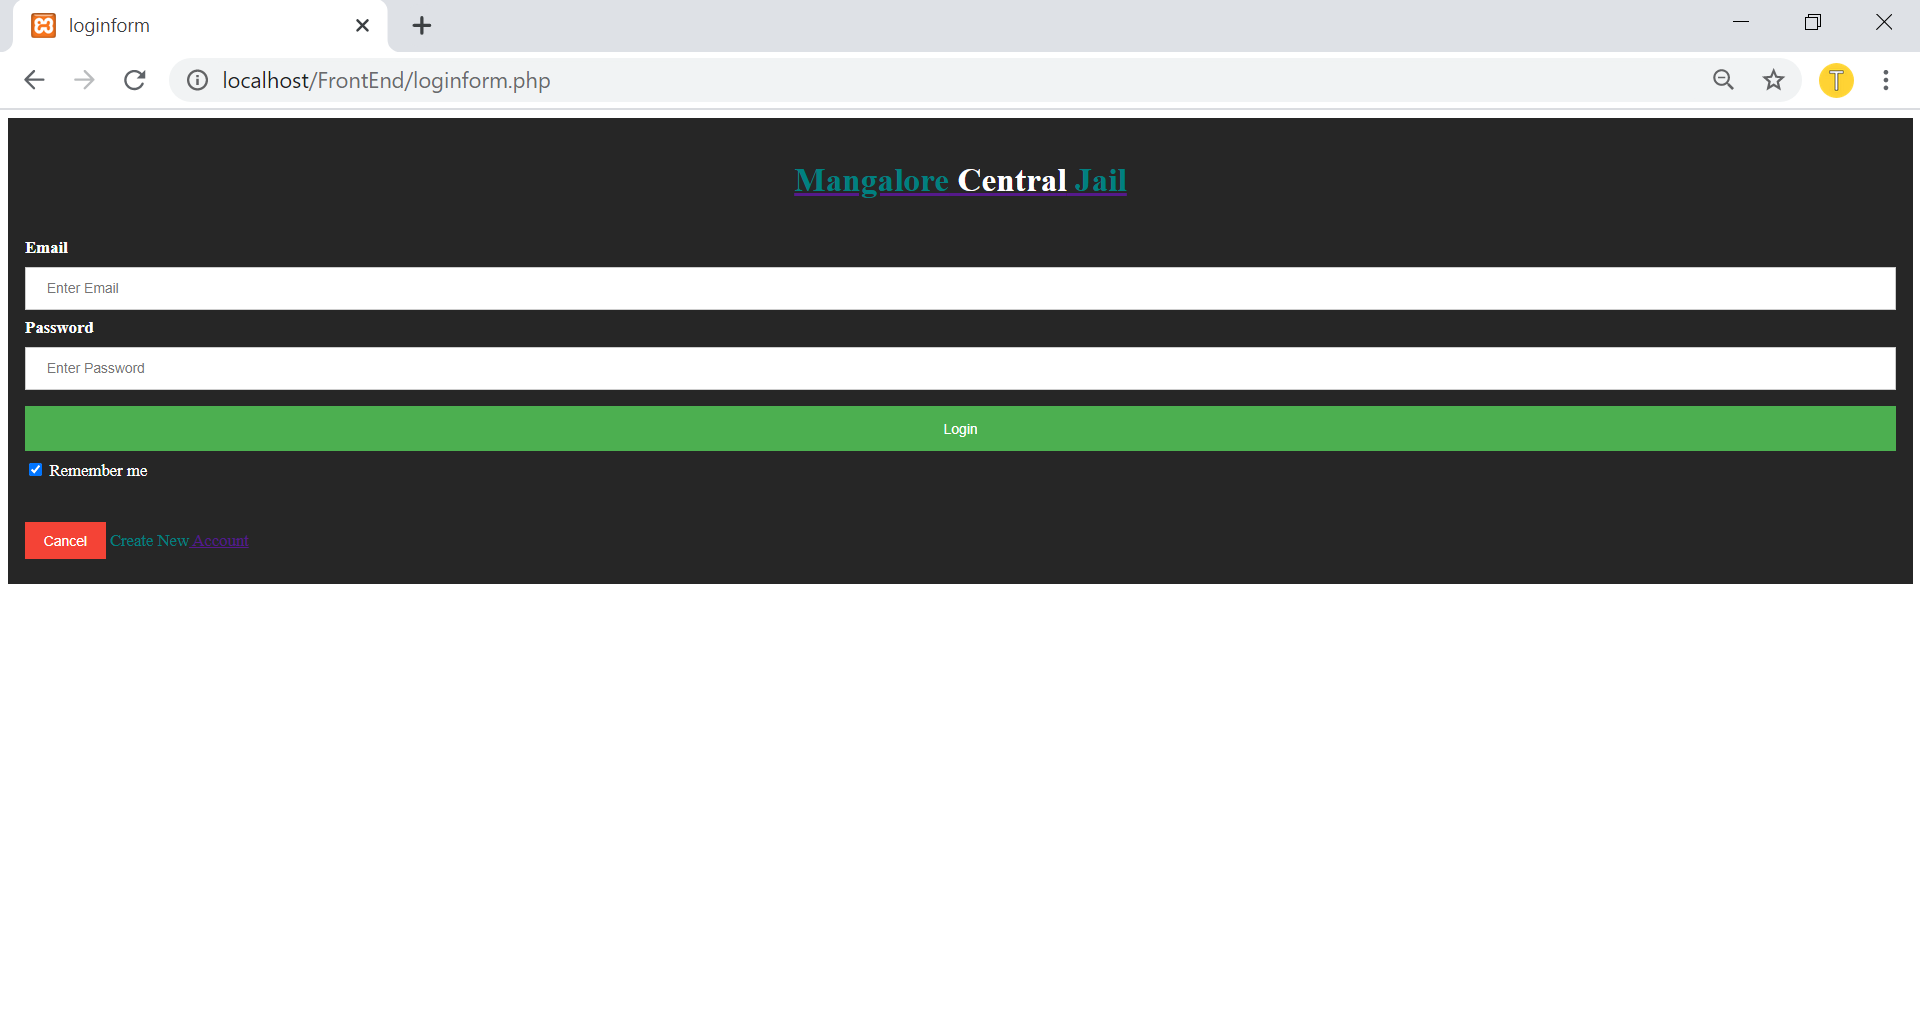 loginform
localhost/FrontEnd/loginform.php
T
Mangalore Central Jail
Email
Enter Email
Password
Enter Password
Login
Remember me
Cancel Create New Account